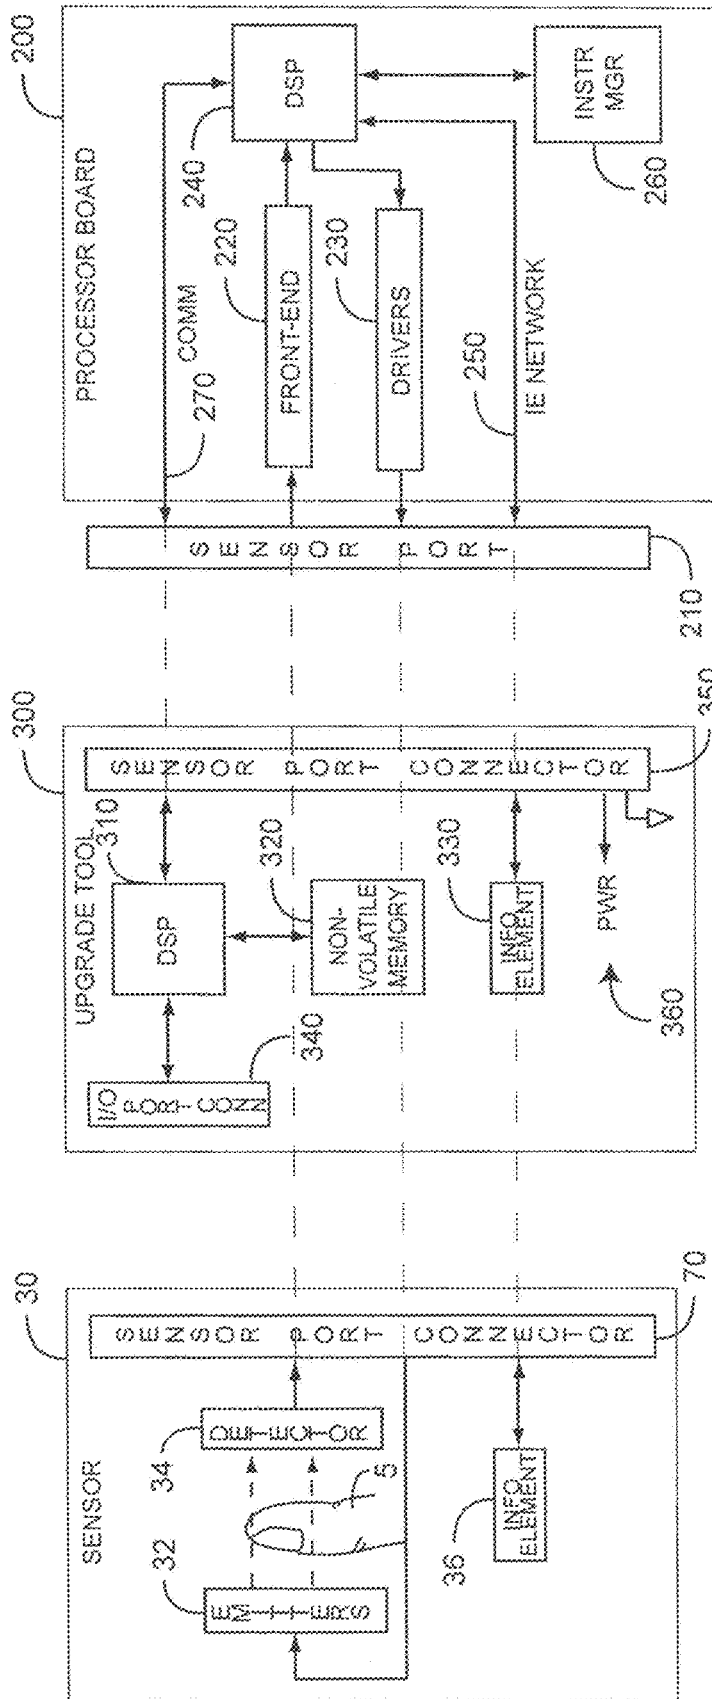 30
SENSOR
32
EMITTERS
34
DETECTOR
5
36
INFO
ELEMENT
SENSOR PORT CONNECTOR
70
300
UPGRADE TOOL
I/O
PORT CONN
340
DSP
310
NON-
VOLATILE
MEMORY
320
INFO
ELEMENT
330
PWR
360
SENSOR PORT CONNECTOR
350
SENSOR PORT
210
200
PROCESSOR BOARD
COMM
270
FRONT-END
220
DSP
240
DRIVERS
230
IE NETWORK
250
INSTR
MGR
260